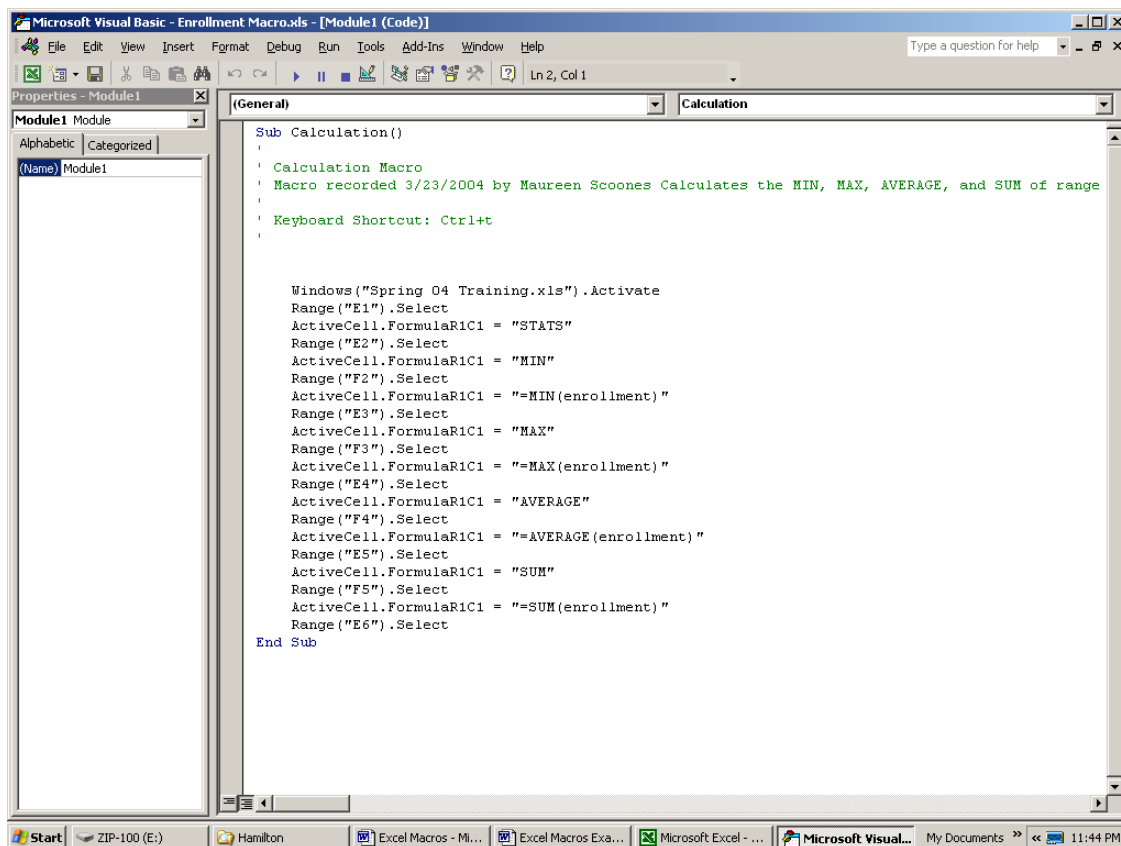 Microsoft Visual Basic - Enrollment Macro.xls - [Module1 (Code)]
File Edit View Insert Format Debug Run Tools Add-Ins Window Help Type a question for help
Ln 2, Col 1
Properties - Module1
Module1 Module
Alphabetic Categorized
(Name) Module1
(General) Calculation
Sub Calculation()
'
' Calculation Macro
' Macro recorded 3/23/2004 by Maureen Scoones Calculates the MIN, MAX, AVERAGE, and SUM of range
'
' Keyboard Shortcut: Ctrl+t
'
Windows("Spring 04 Training.xls").Activate
Range("E1").Select
ActiveCell.FormulaR1C1 = "STATS"
Range("E2").Select
ActiveCell.FormulaR1C1 = "MIN"
Range("F2").Select
ActiveCell.FormulaR1C1 = "=MIN(enrollment)"
Range("E3").Select
ActiveCell.FormulaR1C1 = "MAX"
Range("F3").Select
ActiveCell.FormulaR1C1 = "=MAX(enrollment)"
Range("E4").Select
ActiveCell.FormulaR1C1 = "AVERAGE"
Range("F4").Select
ActiveCell.FormulaR1C1 = "=AVERAGE(enrollment)"
Range("E5").Select
ActiveCell.FormulaR1C1 = "SUM"
Range("F5").Select
ActiveCell.FormulaR1C1 = "=SUM(enrollment)"
Range("E6").Select
End Sub
Start ZIP-100 (E:) Hamilton Excel Macros - Mi... Excel Macros Exa... Microsoft Excel - ... Microsoft Visual... My Documents » « 11:44 PM